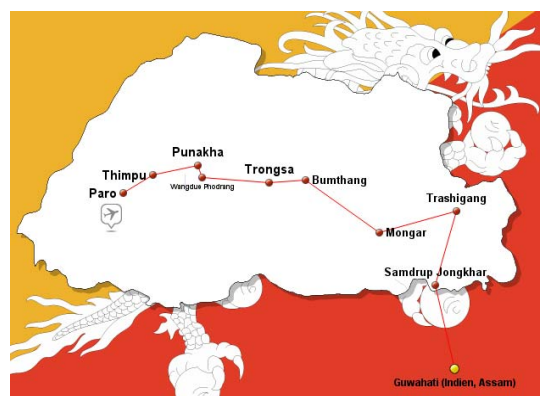 Punakha
Thimpu
Trongsa
Wangdue Phodrang
Bumthang
Paro
Trashigang
Mongar
Samdrup Jongkhar
Guwahati (Indien, Assam)